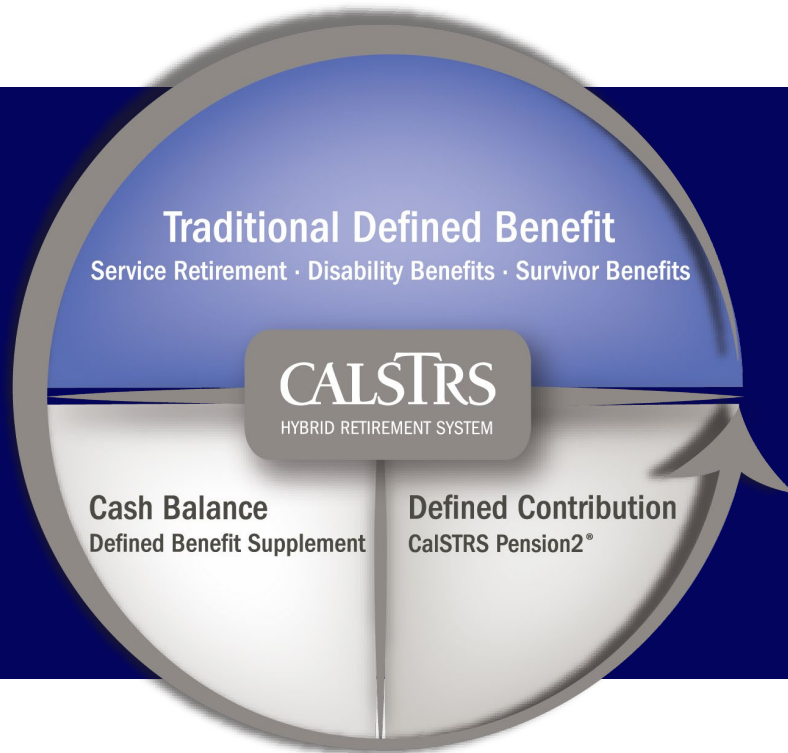 Traditional Defined Benefit
Service Retirement · Disability Benefits · Survivor Benefits
CALSTRS
HYBRID RETIREMENT SYSTEM
Cash Balance
Defined Benefit Supplement
Defined Contribution
CalSTRS Pension2®